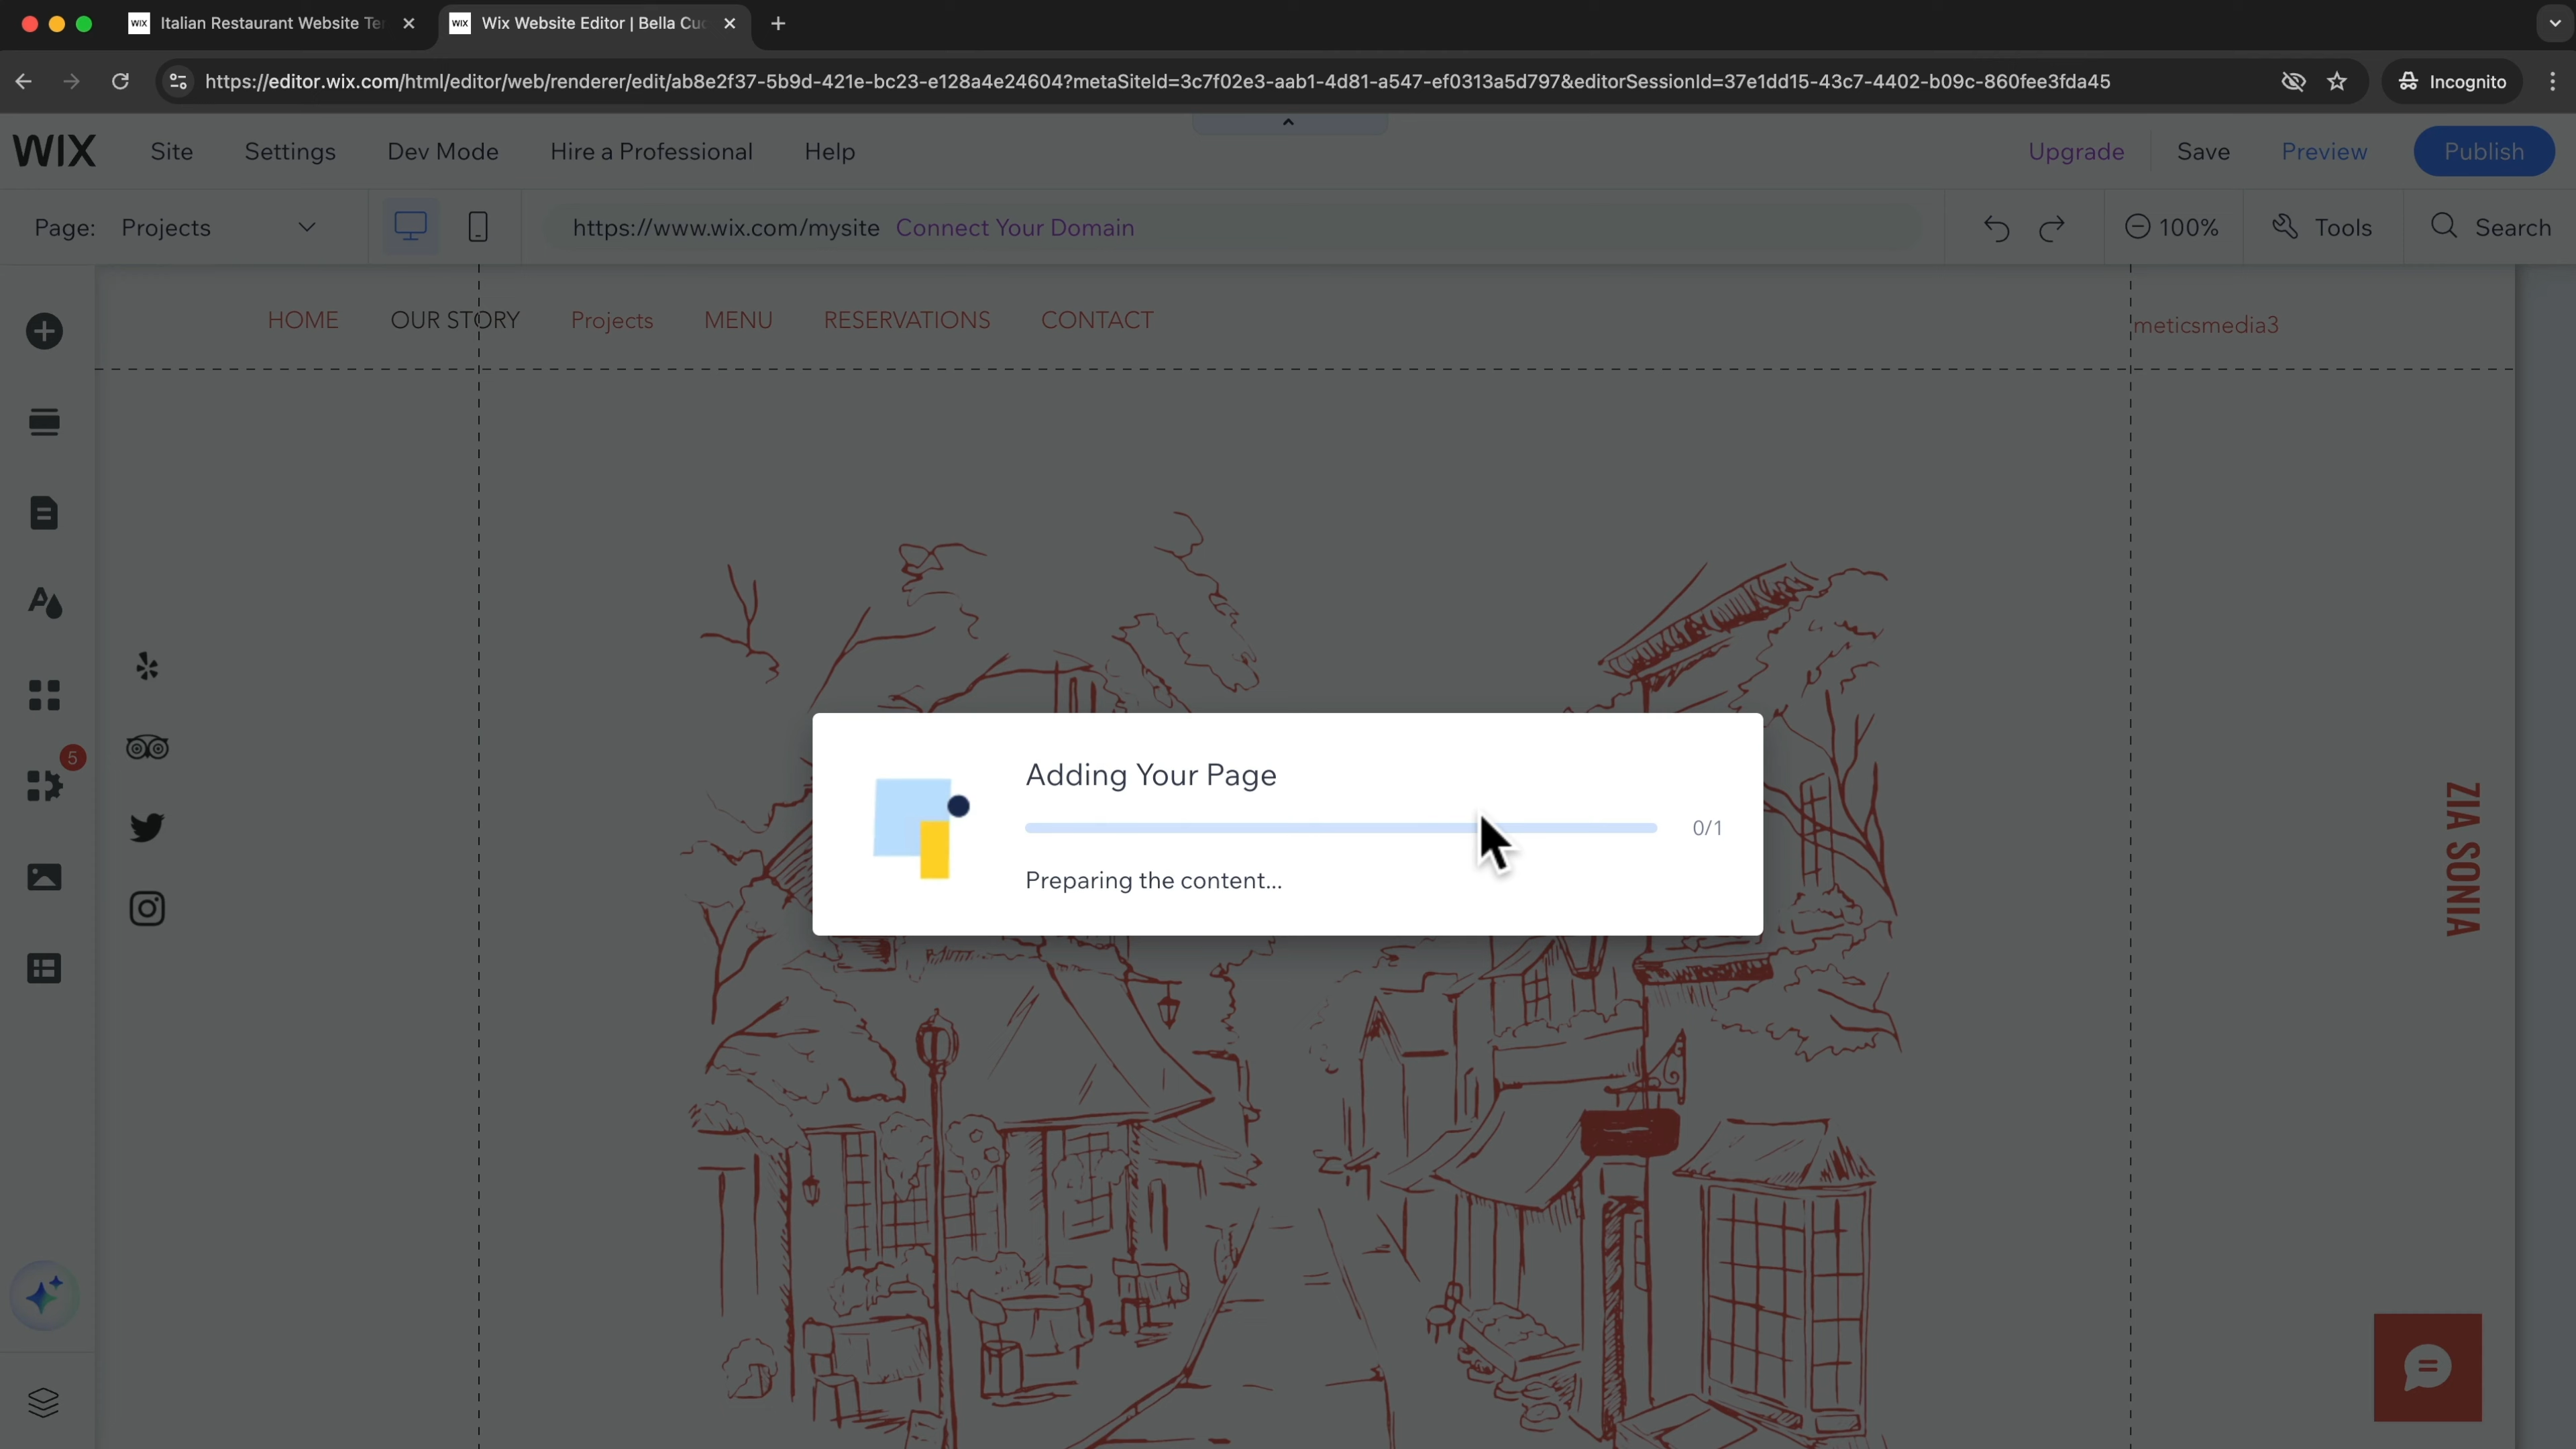 WIX Italian Restaurant Website Te
WIX Wix Website Editor | Bella Cu
https://editor.wix.com/html/editor/web/renderer/edit/ab8e2f37-5b9d-421e-bc23-e128a4e24604?metaSiteId=3c7f02e3-aab1-4d81-a547-ef0313a5d797&editorSessionId=37e1dd15-43c7-4402-b09c-860fee3fda45
Incognito
WIX Site Settings Dev Mode Hire a Professional Help Upgrade Save Preview Publish
Page: Projects https://www.wix.com/mysite Connect Your Domain 100% Tools Search
HOME OUR STORY Projects MENU RESERVATIONS CONTACT meticsmedia3
5
Adding Your Page
0/1
Preparing the content...
ZIA SONIA